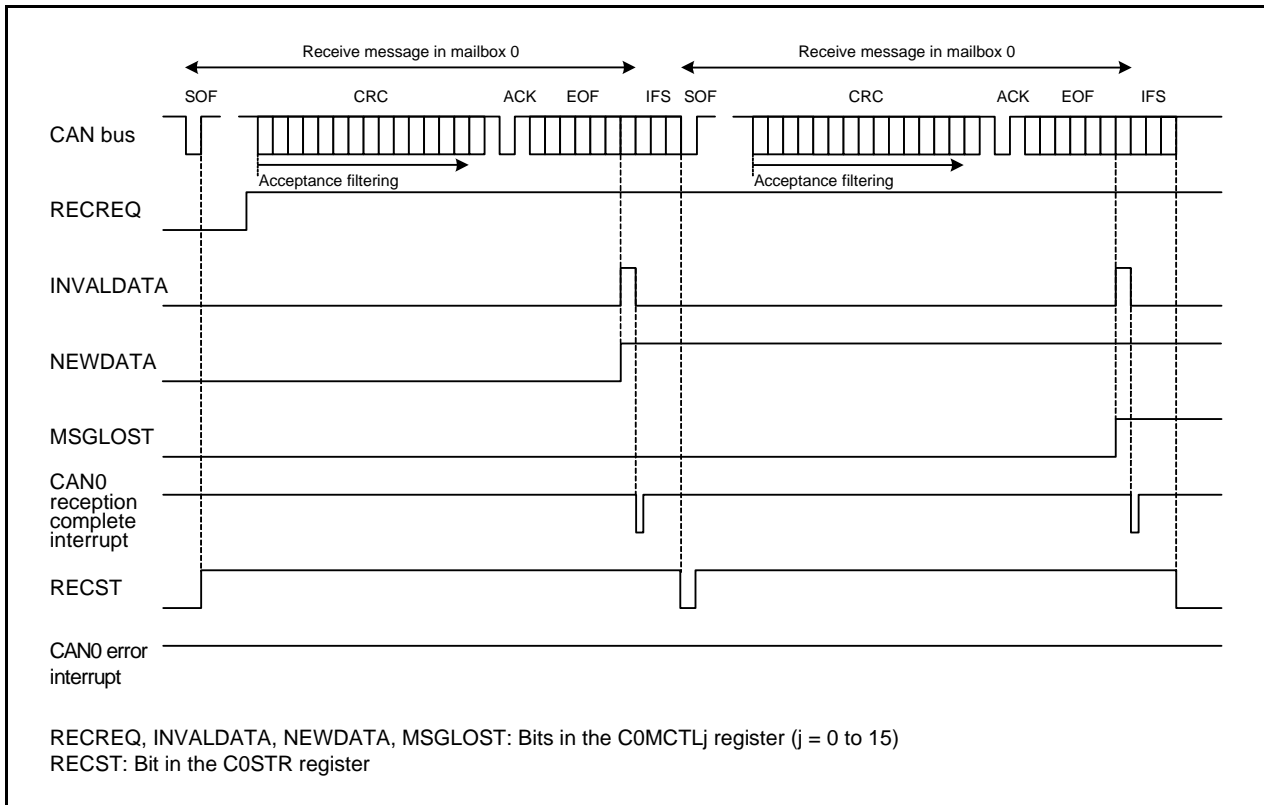 Receive message in mailbox 0 Receive message in mailbox 0
SOF CRC ACK EOF IFS SOF CRC ACK EOF IFS
CAN bus
Acceptance filtering Acceptance filtering
RECREQ
INVALDATA
NEWDATA
MSGLOST
CAN0
reception
complete
interrupt
RECST
CAN0 error
interrupt
RECREQ, INVALDATA, NEWDATA, MSGLOST: Bits in the C0MCTLj register (j = 0 to 15)
RECST: Bit in the C0STR register